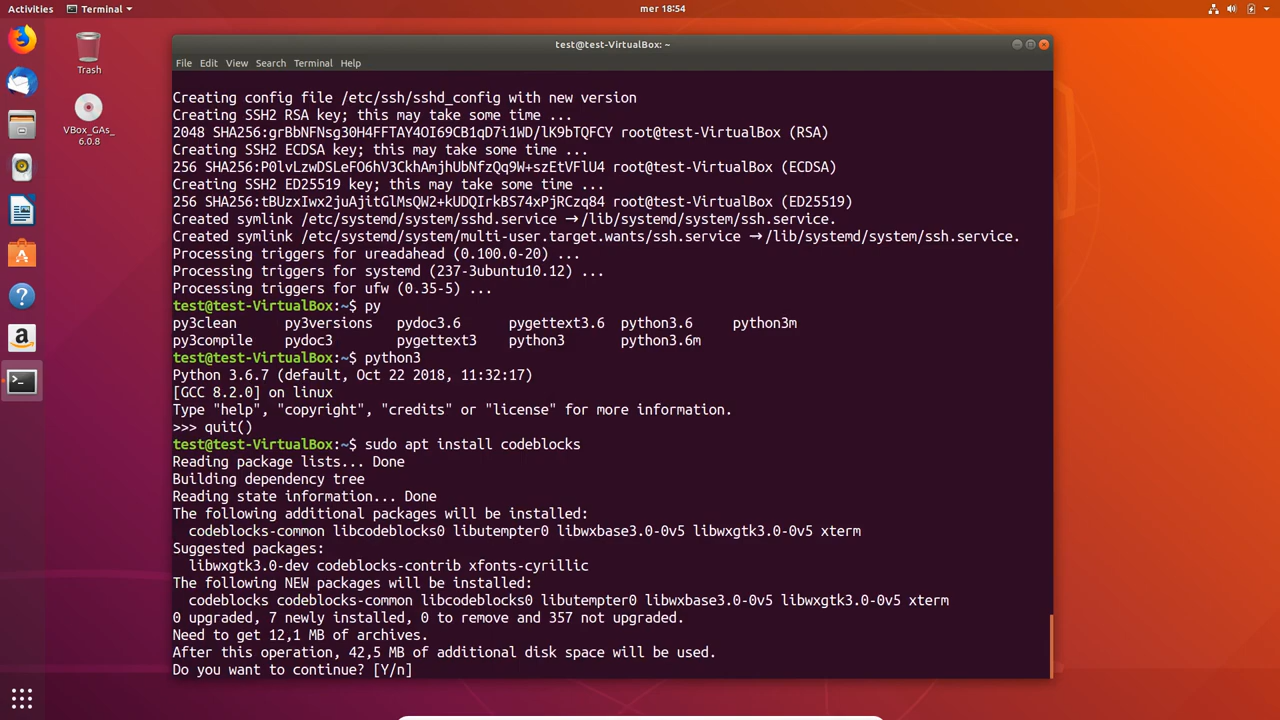 Activities
Terminal
mer 18:54
Trash
VBox_GAs_
6.0.8
test@test-VirtualBox: ~
File Edit View Search Terminal Help
Creating config file /etc/ssh/sshd_config with new version
Creating SSH2 RSA key; this may take some time ...
2048 SHA256:grBbNFNsg30H4FFTAY4OI69CB1qD7i1WD/lK9bTQFCY root@test-VirtualBox (RSA)
Creating SSH2 ECDSA key; this may take some time ...
256 SHA256:P0lvLzwDSLeFO6hV3CkhAmjhUbNfzQq9W+szEtVFlU4 root@test-VirtualBox (ECDSA)
Creating SSH2 ED25519 key; this may take some time ...
256 SHA256:tBUzxIwx2juAjitGlMsQW2+kUDQIrkBS74xPjRCzq84 root@test-VirtualBox (ED25519)
Created symlink /etc/systemd/system/sshd.service → /lib/systemd/system/ssh.service.
Created symlink /etc/systemd/system/multi-user.target.wants/ssh.service → /lib/systemd/system/ssh.service.
Processing triggers for ureadahead (0.100.0-20) ...
Processing triggers for systemd (237-3ubuntu10.12) ...
Processing triggers for ufw (0.35-5) ...
test@test-VirtualBox:~$ py
py3clean py3versions pydoc3.6 pygettext3.6 python3.6 python3m
py3compile pydoc3 pygettext3 python3 python3.6m
test@test-VirtualBox:~$ python3
Python 3.6.7 (default, Oct 22 2018, 11:32:17)
[GCC 8.2.0] on linux
Type "help", "copyright", "credits" or "license" for more information.
>>> quit()
test@test-VirtualBox:~$ sudo apt install codeblocks
Reading package lists... Done
Building dependency tree
Reading state information... Done
The following additional packages will be installed:
codeblocks-common libcodeblocks0 libutempter0 libwxbase3.0-0v5 libwxgtk3.0-0v5 xterm
Suggested packages:
libwxgtk3.0-dev codeblocks-contrib xfonts-cyrillic
The following NEW packages will be installed:
codeblocks codeblocks-common libcodeblocks0 libutempter0 libwxbase3.0-0v5 libwxgtk3.0-0v5 xterm
0 upgraded, 7 newly installed, 0 to remove and 357 not upgraded.
Need to get 12,1 MB of archives.
After this operation, 42,5 MB of additional disk space will be used.
Do you want to continue? [Y/n]